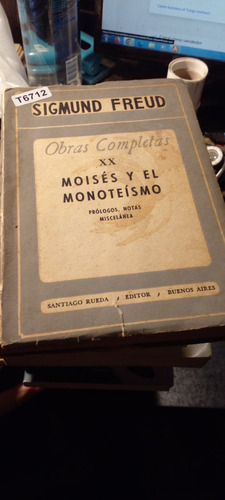 T6712
SIGMUND FREUD
Obras Completas
XX
MOISÉS Y EL
MONOTEÍSMO
PRÓLOGOS. NOTAS
MISCELÁNEA
SANTIAGO RUEDA / EDITOR / BUENOS AIRES